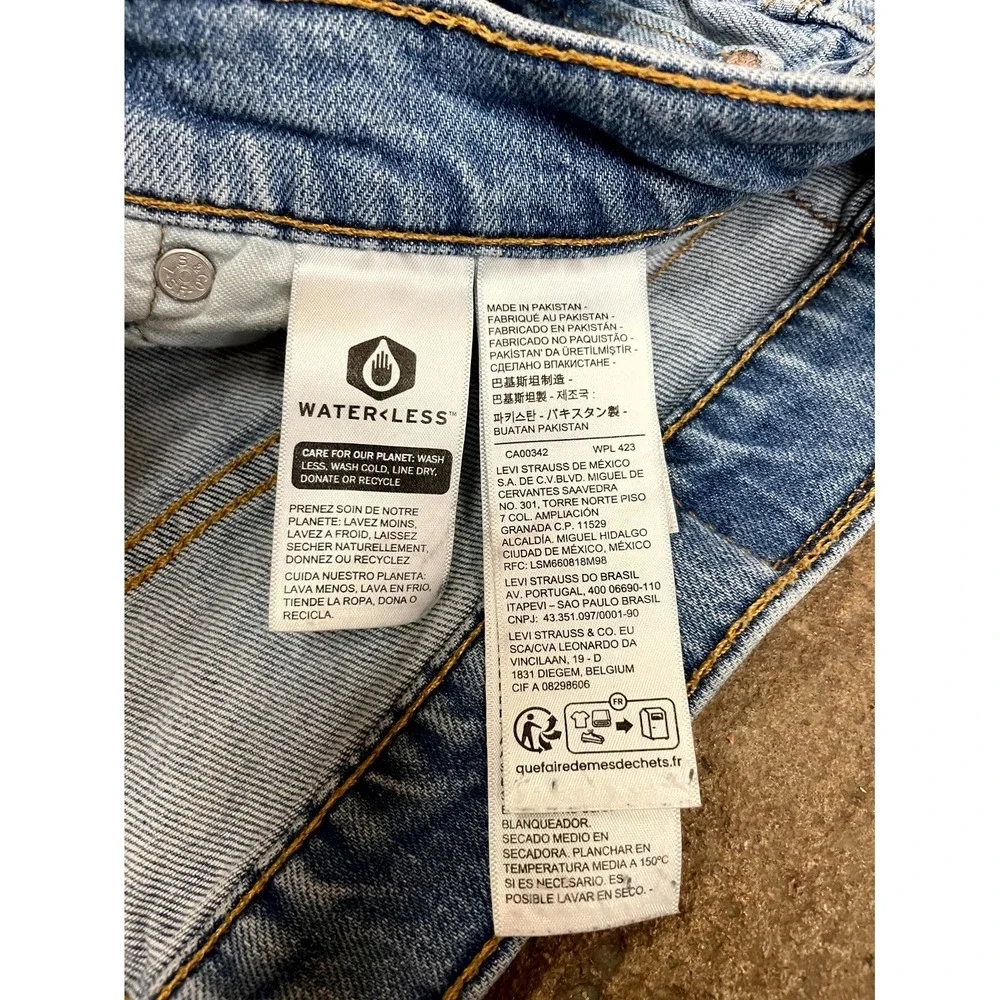 WATER<LESS™
CARE FOR OUR PLANET: WASH
LESS, WASH COLD, LINE DRY,
DONATE OR RECYCLE
PRENEZ SOIN DE NOTRE
PLANETE: LAVEZ MOINS,
LAVEZ A FROID, LAISSEZ
SECHER NATURELLEMENT,
DONNEZ OU RECYCLEZ
CUIDA NUESTRO PLANETA:
LAVA MENOS, LAVA EN FRIO,
TIENDE LA ROPA, DONA O
RECICLA.
MADE IN PAKISTAN -
FABRIQUÉ AU PAKISTAN -
FABRICADO EN PAKISTÁN -
FABRICADO NO PAQUISTÃO -
PAKİSTAN' DA ÜRETİLMİŞTİR -
СДЕЛАНО ВПАКИСТАНЕ -
巴基斯坦制造 -
巴基斯坦製 - 제조국 :
파키스탄 - パキスタン製 -
BUATAN PAKISTAN
CA00342 WPL 423
LEVI STRAUSS DE MÉXICO
S.A. DE C.V.BLVD. MIGUEL DE
CERVANTES SAAVEDRA
NO. 301, TORRE NORTE PISO
7 COL. AMPLIACIÓN
GRANADA C.P. 11529
ALCALDÍA. MIGUEL HIDALGO
CIUDAD DE MÉXICO, MÉXICO
RFC: LSM660818M98
LEVI STRAUSS DO BRASIL
AV. PORTUGAL, 400 06690-110
ITAPEVI – SAO PAULO BRASIL
CNPJ: 43.351.097/0001-90
LEVI STRAUSS & CO. EU
SCA/CVA LEONARDO DA
VINCILAAN, 19 - D
1831 DIEGEM, BELGIUM
CIF A 08298606
FR
quefairedemesdechets.fr
BLANQUEADOR.
SECADO MEDIO EN
SECADORA. PLANCHAR EN
TEMPERATURA MEDIA A 150ºC
SI ES NECESARIO. ES
POSIBLE LAVAR EN SECO. -